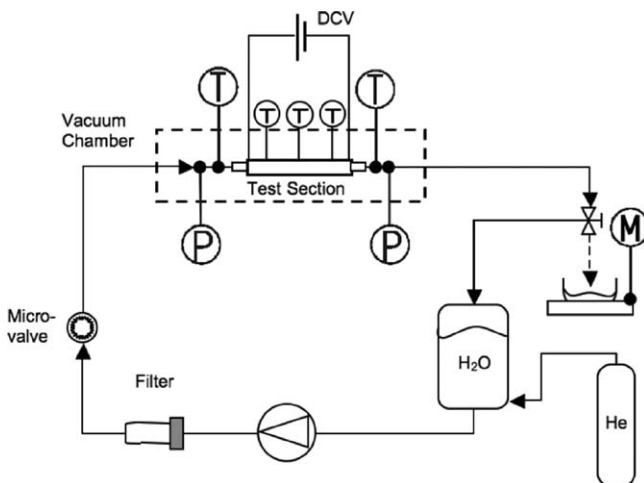 DCV
T
T
T
T
T
Vacuum
Chamber
Test Section
P
P
M
Micro-
valve
H₂O
Filter
He